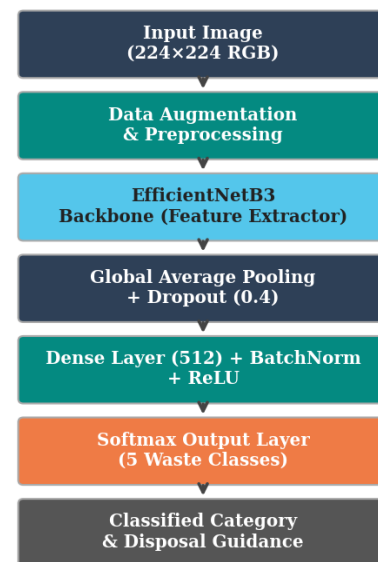 Input Image
(224×224 RGB)
Data Augmentation
& Preprocessing
EfficientNetB3
Backbone (Feature Extractor)
Global Average Pooling
+ Dropout (0.4)
Dense Layer (512) + BatchNorm
+ ReLU
Softmax Output Layer
(5 Waste Classes)
Classified Category
& Disposal Guidance